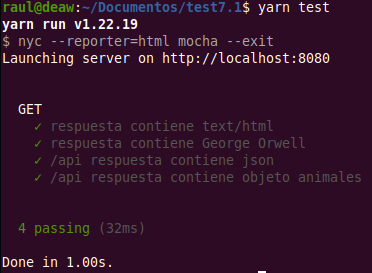 raul@deaw:~/Documentos/test7.1$ yarn test
yarn run v1.22.19
$ nyc --reporter=html mocha --exit
Launching server on http://localhost:8080
GET
✓ respuesta contiene text/html
✓ respuesta contiene George Orwell
✓ /api respuesta contiene json
✓ /api respuesta contiene objeto animales
4 passing (32ms)
Done in 1.00s.